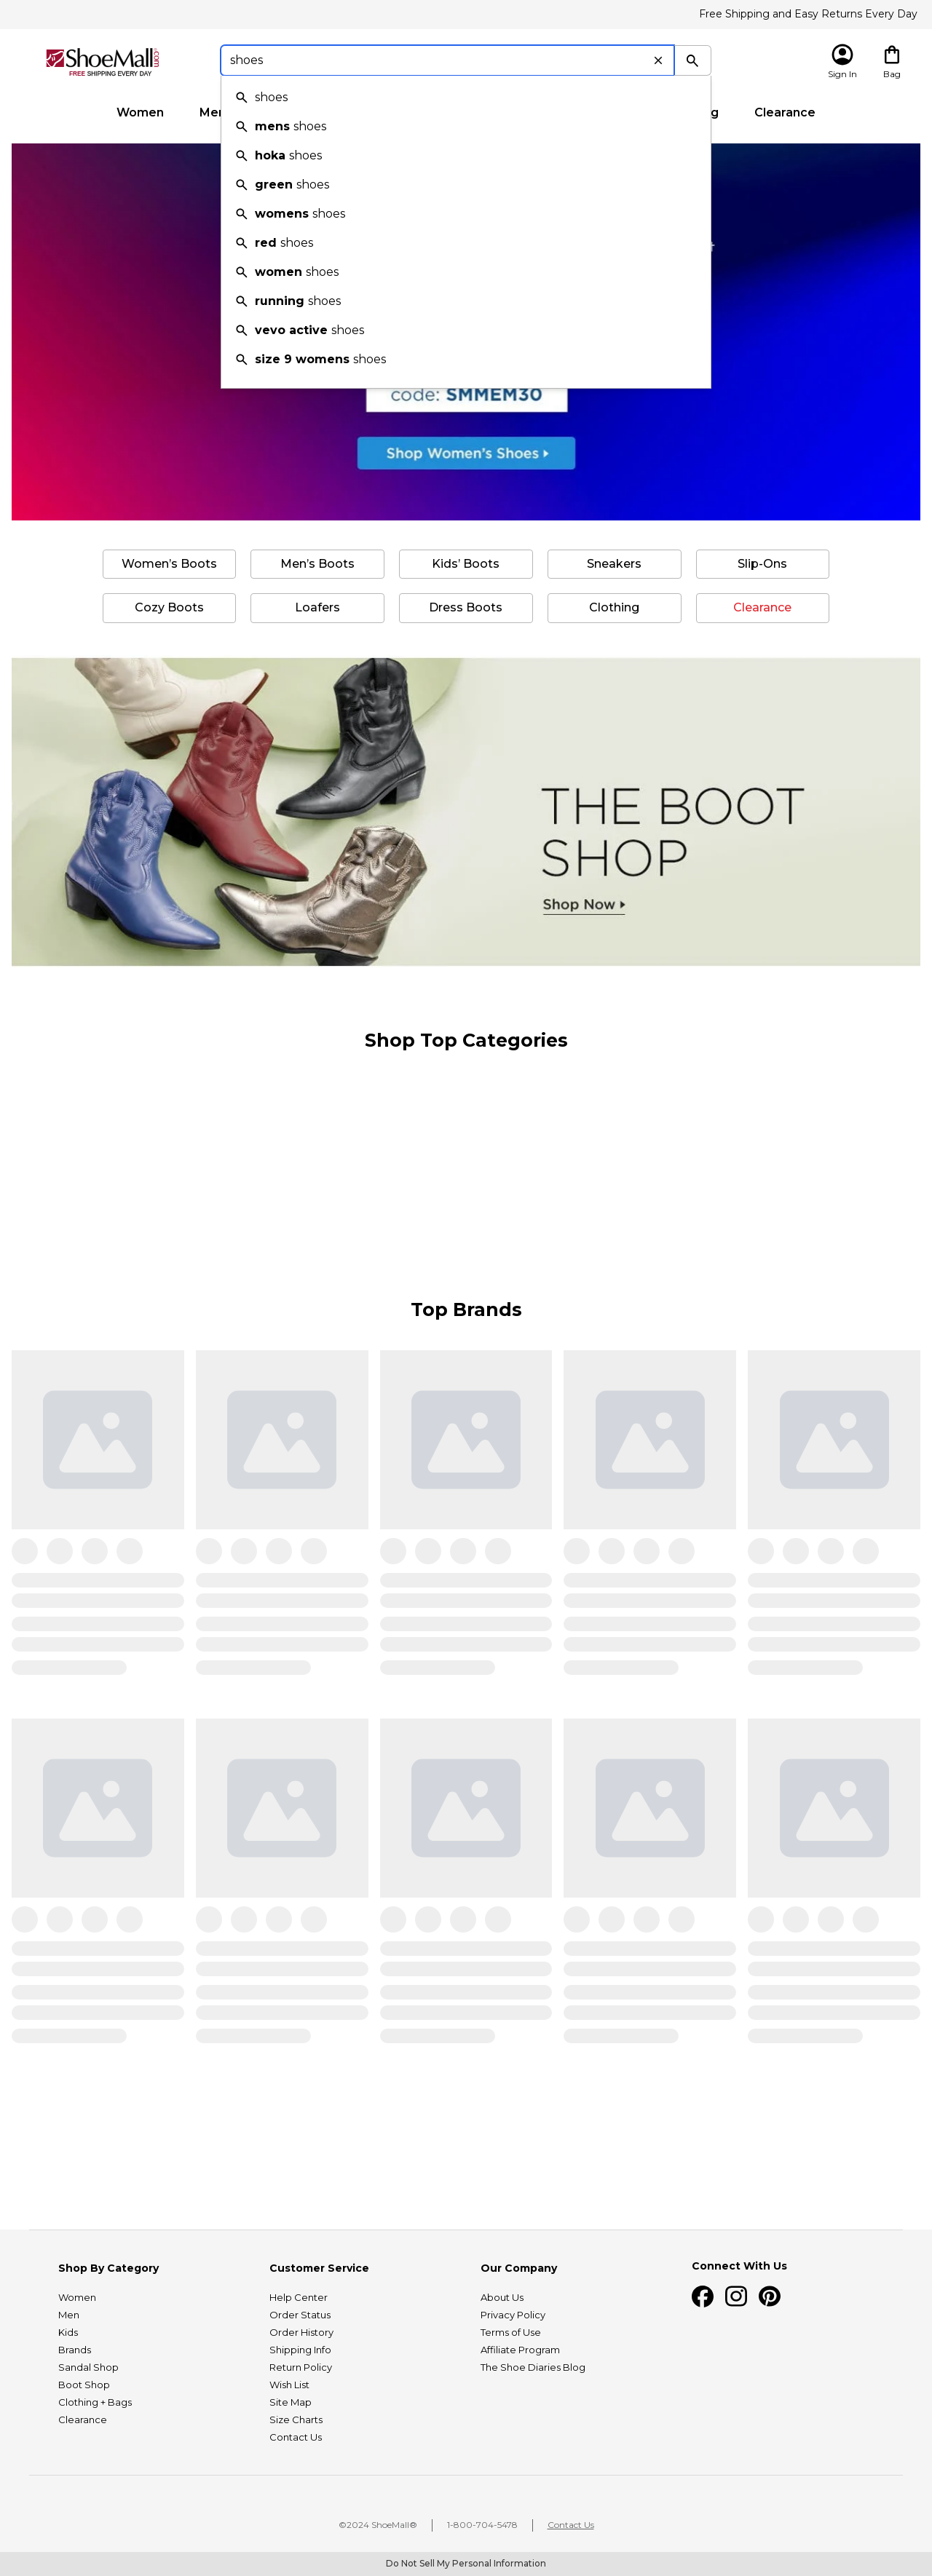 Free Shipping and Easy Returns Every Day
ShoeMall.com
FREE SHIPPING EVERY DAY
shoes
Sign In
Bag
Women
Clearance
shoes
mens shoes
hoka shoes
green shoes
womens shoes
red shoes
women shoes
running shoes
vevo active shoes
size 9 womens shoes
code: SMMEM30
Shop Women's Shoes
Women's Boots
Men's Boots
Kids' Boots
Sneakers
Slip-Ons
Cozy Boots
Loafers
Dress Boots
Clothing
Clearance
THE BOOT
SHOP
Shop Now
Shop Top Categories
Top Brands
Shop By Category
Women
Men
Kids
Brands
Sandal Shop
Boot Shop
Clothing + Bags
Clearance
Customer Service
Help Center
Order Status
Order History
Shipping Info
Return Policy
Wish List
Site Map
Size Charts
Contact Us
Our Company
About Us
Privacy Policy
Terms of Use
Affiliate Program
The Shoe Diaries Blog
Connect With Us
©2024 ShoeMall®
1-800-704-5478
Contact Us
Do Not Sell My Personal Information